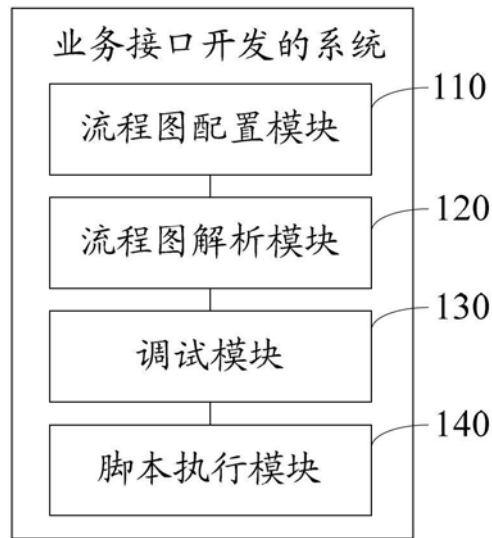 业务接口开发的系统
流程图配置模块
110
流程图解析模块
120
调试模块
130
脚本执行模块
140